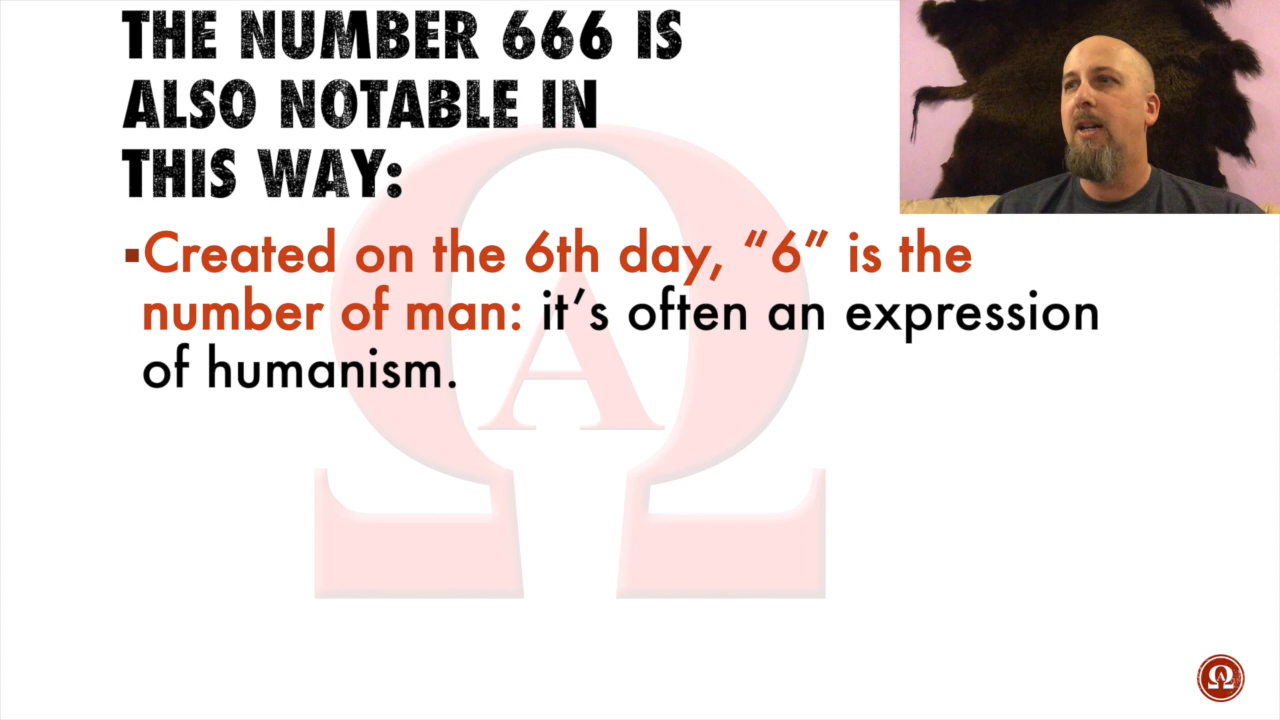 THE NUMBER 666 IS
ALSO NOTABLE IN
THIS WAY:
▪Created on the 6th day, “6” is the
number of man: it’s often an expression
of humanism.
Ω
A
ΩA